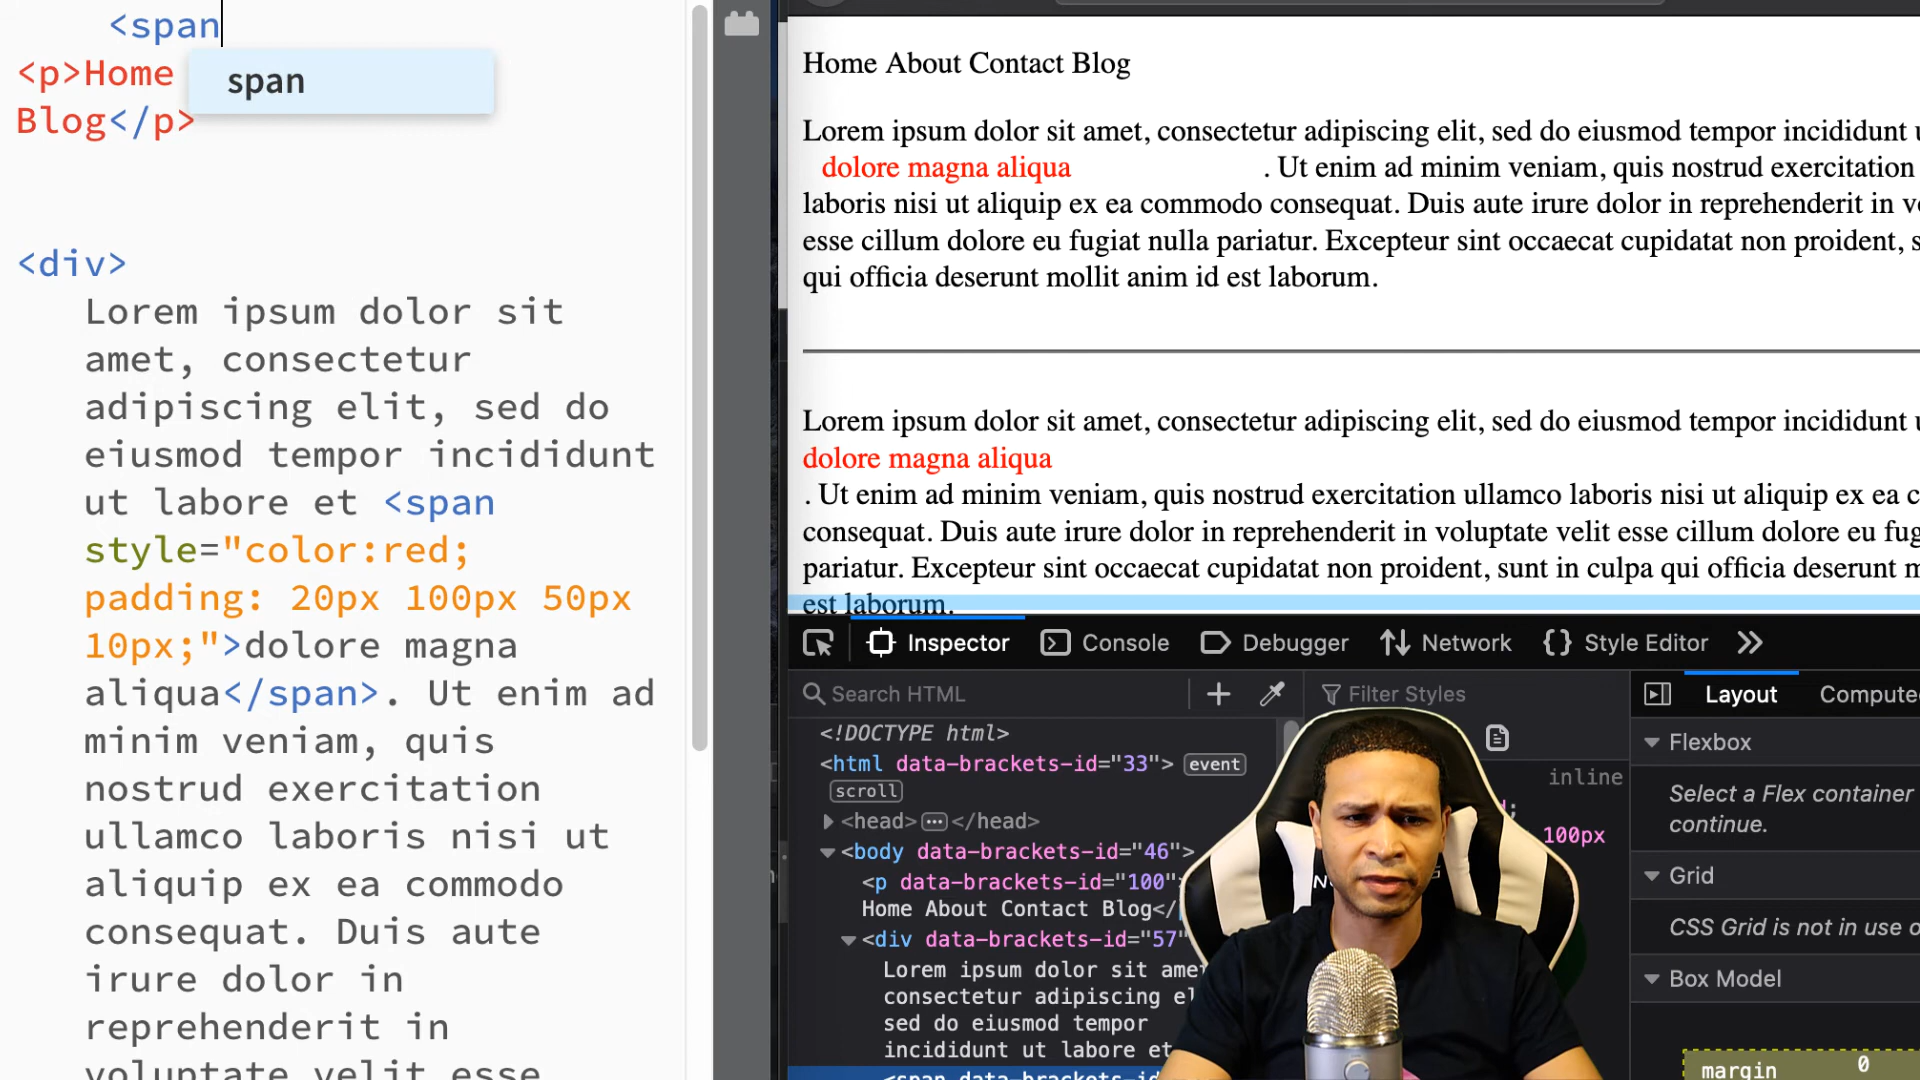 <span
span
<p>Home
Blog</p>
<div>
Lorem ipsum dolor sit
amet, consectetur
adipiscing elit, sed do
eiusmod tempor incididunt
ut labore et <span
style="color:red;
padding: 20px 100px 50px
10px;">dolore magna
aliqua</span>. Ut enim ad
minim veniam, quis
nostrud exercitation
ullamco laboris nisi ut
aliquip ex ea commodo
consequat. Duis aute
irure dolor in
reprehenderit in
voluptate velit esse
Home About Contact Blog
Lorem ipsum dolor sit amet, consectetur adipiscing elit, sed do eiusmod tempor incididunt
dolore magna aliqua . Ut enim ad minim veniam, quis nostrud exercitation
laboris nisi ut aliquip ex ea commodo consequat. Duis aute irure dolor in reprehenderit in
esse cillum dolore eu fugiat nulla pariatur. Excepteur sint occaecat cupidatat non proident,
qui officia deserunt mollit anim id est laborum.
Lorem ipsum dolor sit amet, consectetur adipiscing elit, sed do eiusmod tempor incididunt
dolore magna aliqua
. Ut enim ad minim veniam, quis nostrud exercitation ullamco laboris nisi ut aliquip ex ea
consequat. Duis aute irure dolor in reprehenderit in voluptate velit esse cillum dolore eu
pariatur. Excepteur sint occaecat cupidatat non proident, sunt in culpa qui officia deserunt
est laborum.
Inspector Console Debugger Network {} Style Editor
Search HTML
<!DOCTYPE html>
<html data-brackets-id="33"> event
scroll
<head> ••• </head>
<body data-brackets-id="46">
<p data-brackets-id="100"
Home About Contact Blog</
<div data-brackets-id="57"
Lorem ipsum dolor sit
consectetur adipiscing
sed do eiusmod tempor
incididunt ut labore et
<span data-brackets-id
Filter Styles
inline
100px
Layout
Flexbox
Select a Flex container
continue.
Grid
CSS Grid is not in use
Box Model
margin 0